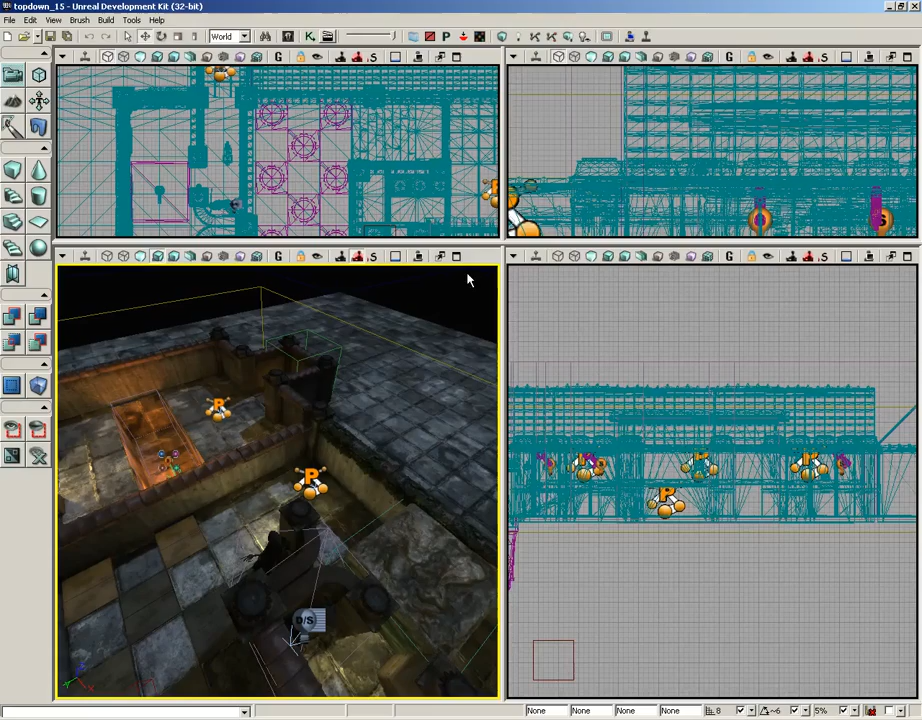 topdown_15 - Unreal Development Kit (32-bit)
File Edit View Brush Build Tools Help
World
G
G
G
G
P
P
D/S
S
None None None None 8 ~6 5%